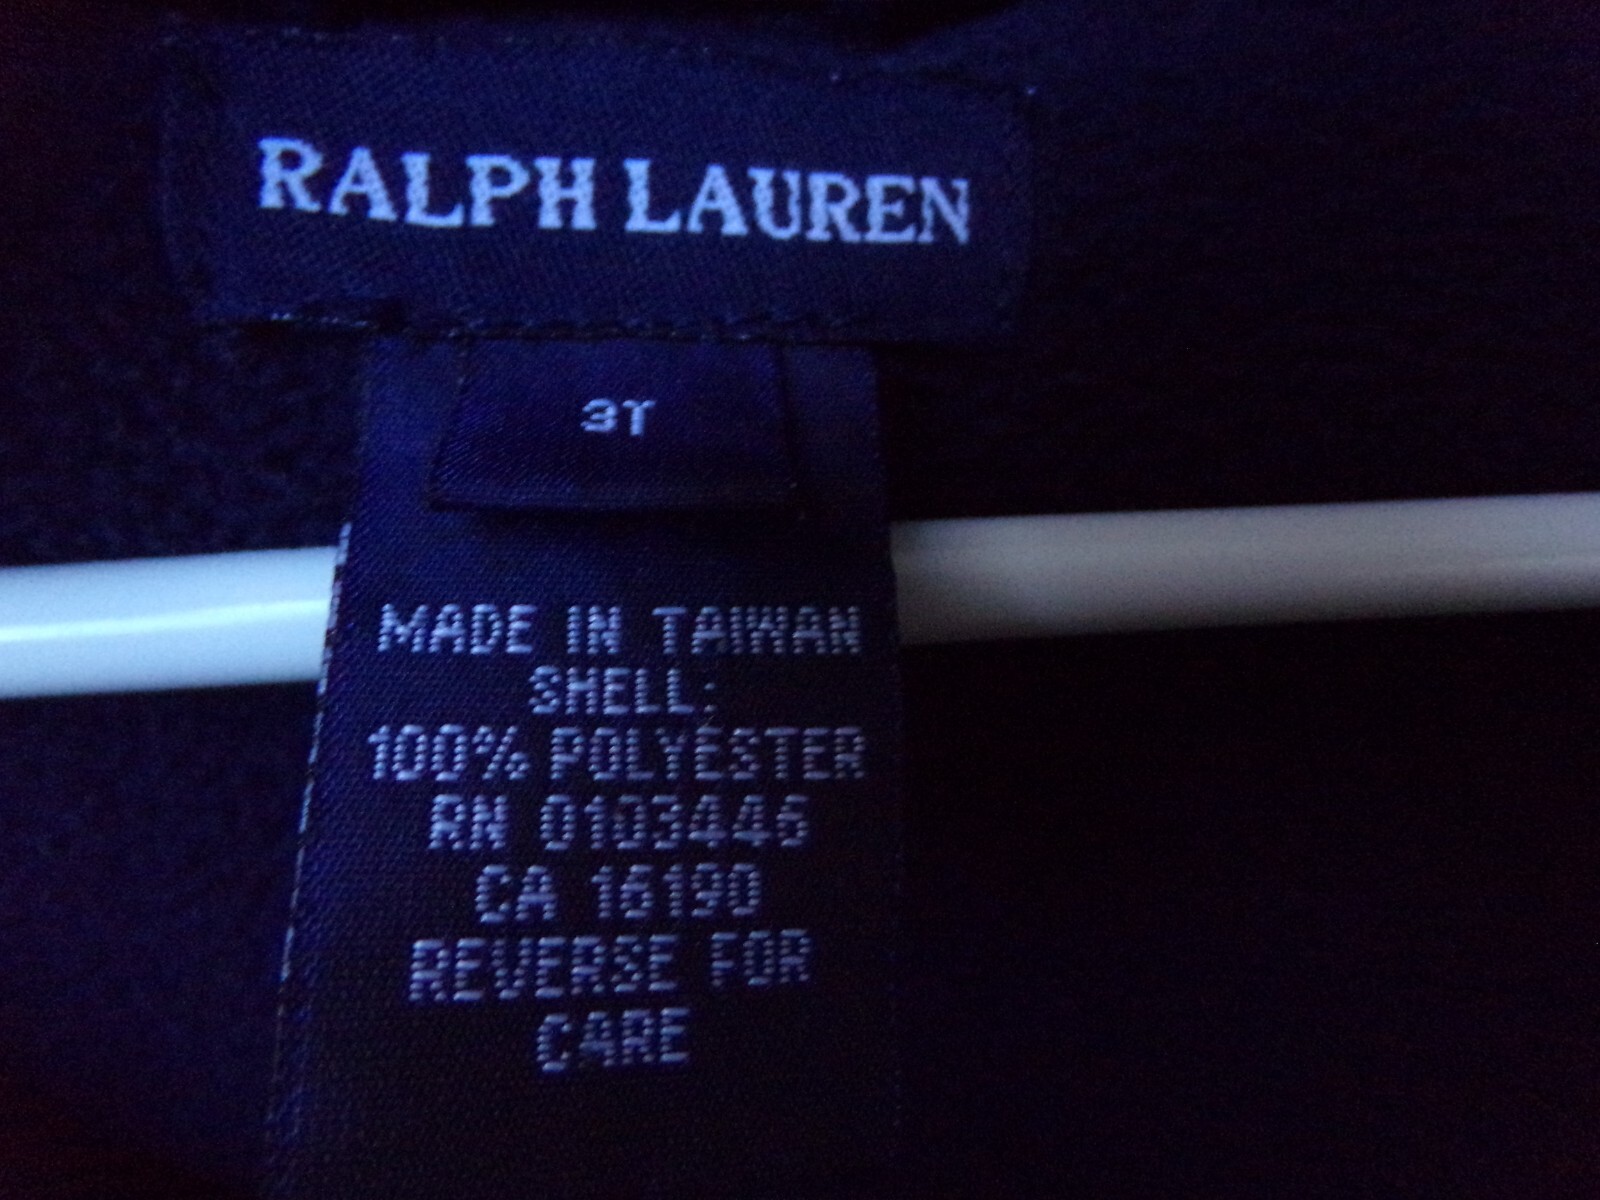 RALPH LAUREN
3T
MADE IN TAIWAN
SHELL:
100% POLYESTER
RN 0103446
CA 16190
REVERSE FOR
CARE